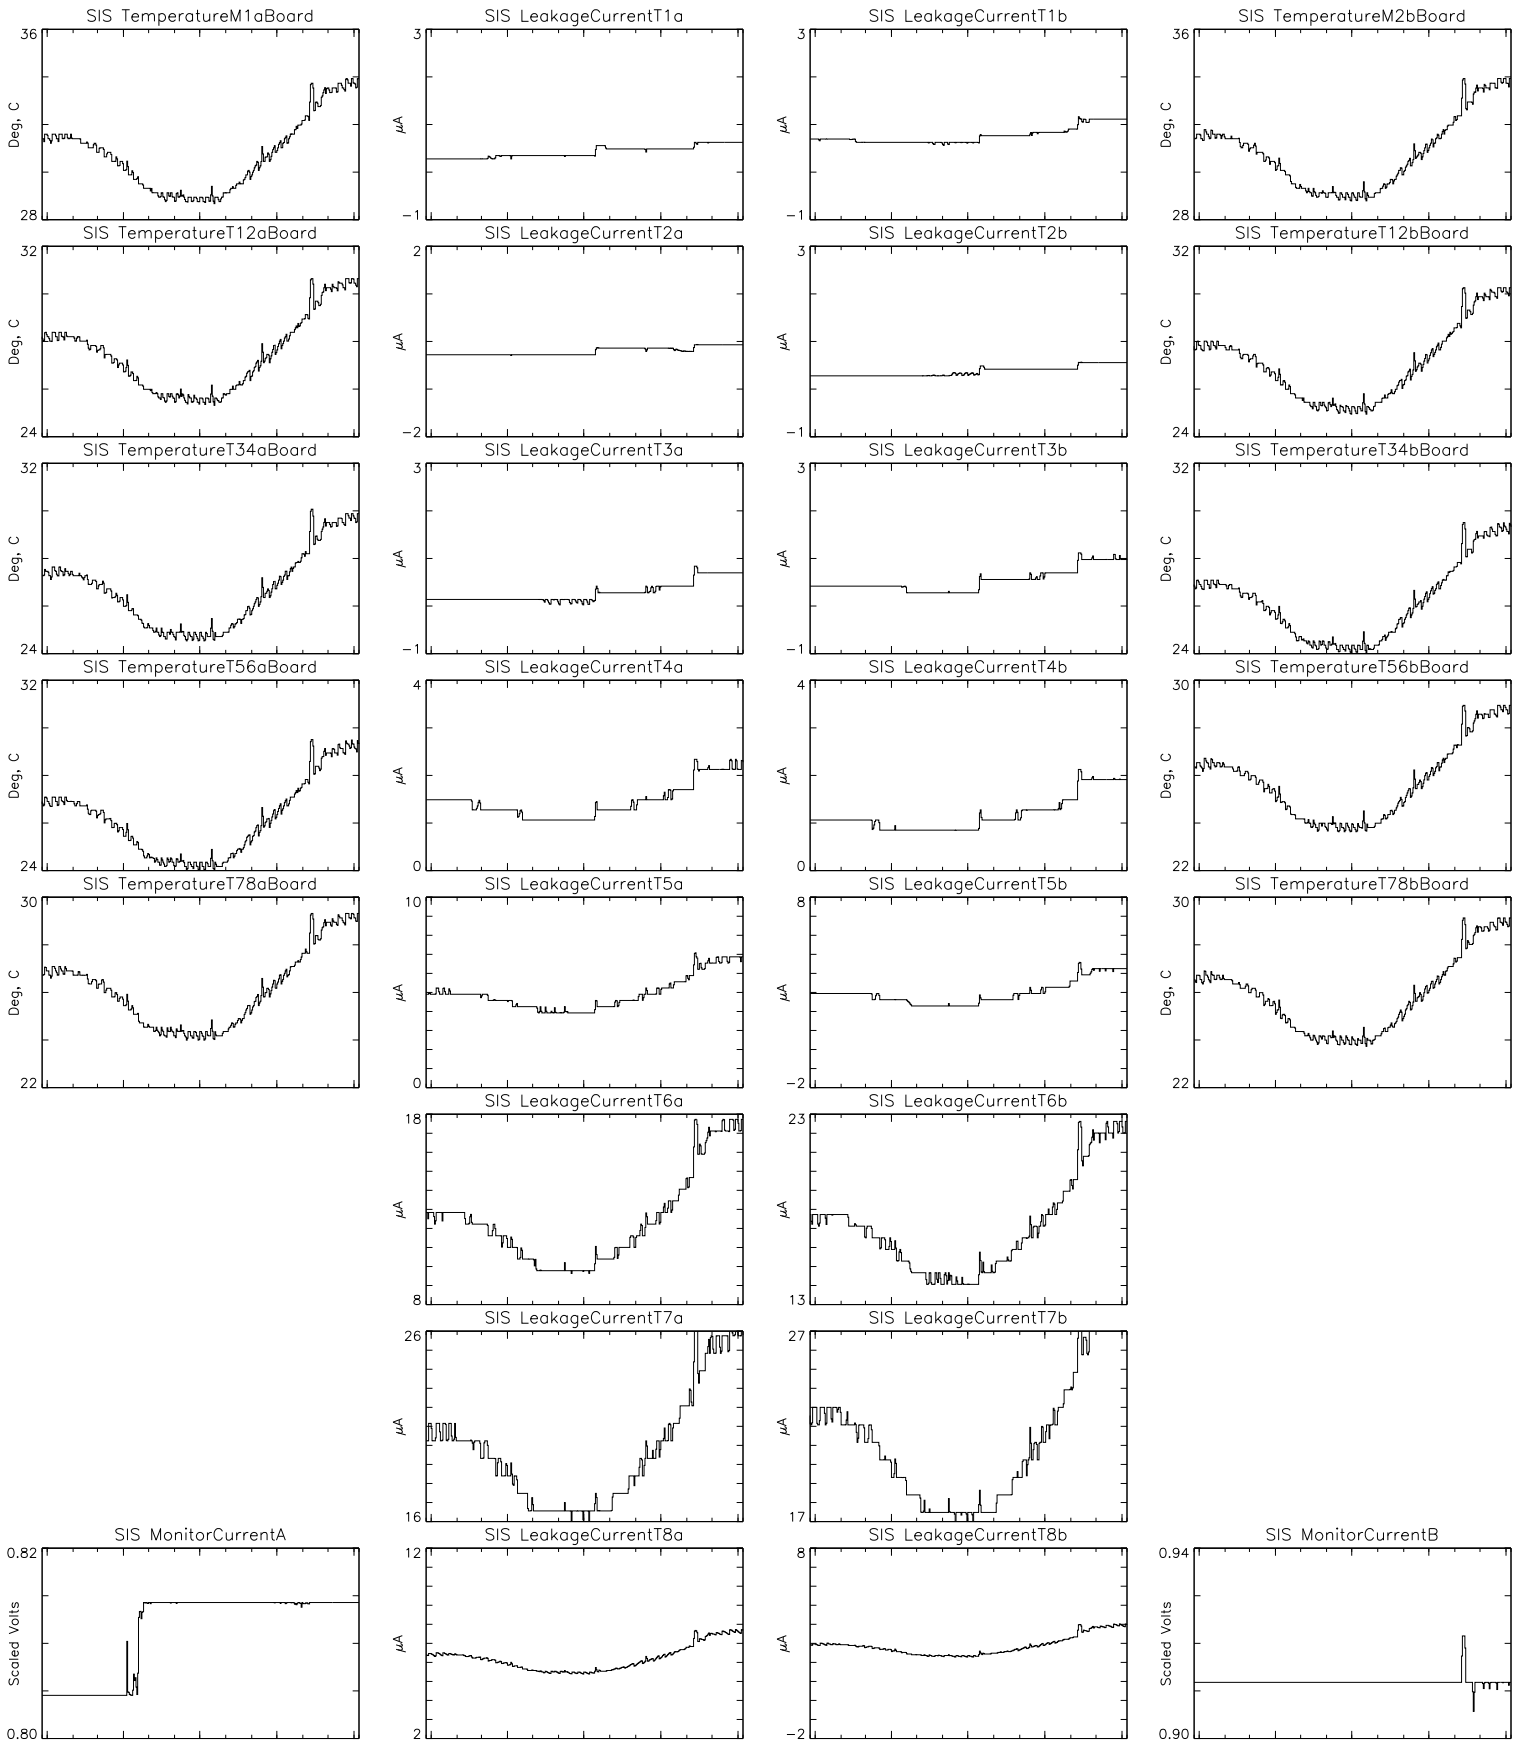 SIS TemperatureM1aBoard
36
Deg, C
28
SIS LeakageCurrentT1a
3
μA
−1
SIS LeakageCurrentT1b
3
μA
−1
SIS TemperatureM2bBoard
36
Deg, C
28
SIS TemperatureT12aBoard
32
Deg, C
24
SIS LeakageCurrentT2a
2
μA
−2
SIS LeakageCurrentT2b
3
μA
−1
SIS TemperatureT12bBoard
32
Deg, C
24
SIS TemperatureT34aBoard
32
Deg, C
24
SIS LeakageCurrentT3a
3
μA
−1
SIS LeakageCurrentT3b
3
μA
−1
SIS TemperatureT34bBoard
32
Deg, C
24
SIS TemperatureT56aBoard
32
Deg, C
24
SIS LeakageCurrentT4a
4
μA
0
SIS LeakageCurrentT4b
4
μA
0
SIS TemperatureT56bBoard
30
Deg, C
22
SIS TemperatureT78aBoard
30
Deg, C
22
SIS LeakageCurrentT5a
10
μA
0
SIS LeakageCurrentT5b
8
μA
−2
SIS TemperatureT78bBoard
30
Deg, C
22
SIS LeakageCurrentT6a
18
μA
8
SIS LeakageCurrentT6b
23
μA
13
SIS LeakageCurrentT7a
26
μA
16
SIS LeakageCurrentT7b
27
μA
17
SIS MonitorCurrentA
0.82
Scaled Volts
0.80
SIS LeakageCurrentT8a
12
μA
2
SIS LeakageCurrentT8b
8
μA
−2
SIS MonitorCurrentB
0.94
Scaled Volts
0.90